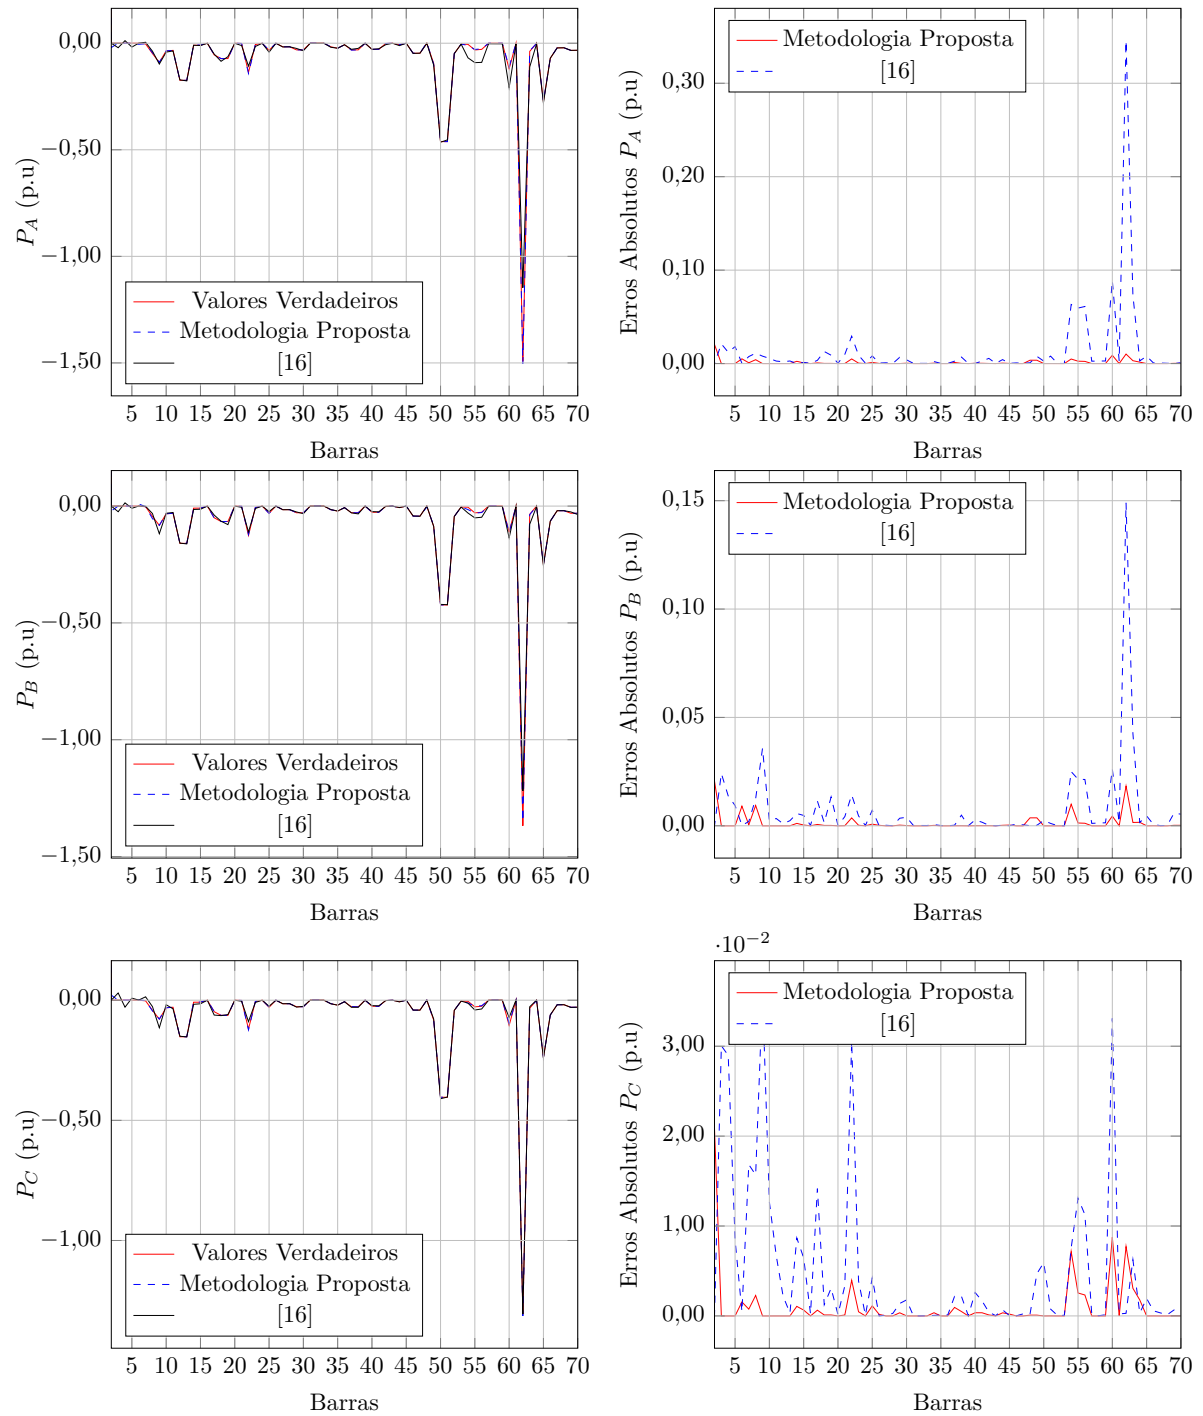 0,00
−0,50
−1,00
−1,50
P_A (p.u)
Valores Verdadeiros
Metodologia Proposta
[16]
5 10 15 20 25 30 35 40 45 50 55 60 65 70
Barras
0,30
0,20
0,10
0,00
Erros Absolutos P_A (p.u)
Metodologia Proposta
[16]
5 10 15 20 25 30 35 40 45 50 55 60 65 70
Barras
0,00
−0,50
−1,00
−1,50
P_B (p.u)
Valores Verdadeiros
Metodologia Proposta
[16]
5 10 15 20 25 30 35 40 45 50 55 60 65 70
Barras
0,15
0,10
0,05
0,00
Erros Absolutos P_B (p.u)
Metodologia Proposta
[16]
5 10 15 20 25 30 35 40 45 50 55 60 65 70
Barras
0,00
−0,50
−1,00
P_C (p.u)
Valores Verdadeiros
Metodologia Proposta
[16]
5 10 15 20 25 30 35 40 45 50 55 60 65 70
Barras
·10⁻²
3,00
2,00
1,00
0,00
Erros Absolutos P_C (p.u)
Metodologia Proposta
[16]
5 10 15 20 25 30 35 40 45 50 55 60 65 70
Barras